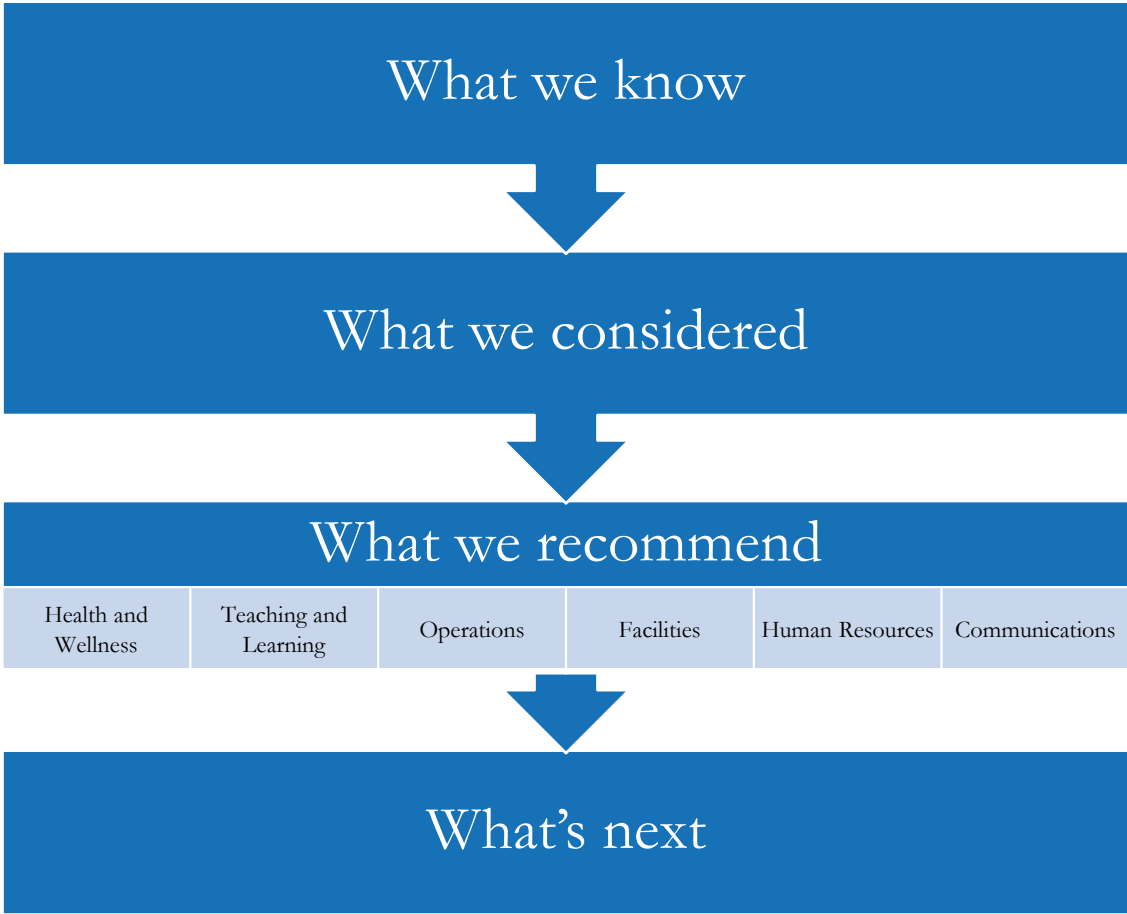 What we know
What we considered
What we recommend
Health and
Wellness
Teaching and
Learning
Operations
Facilities
Human Resources
Communications
What’s next